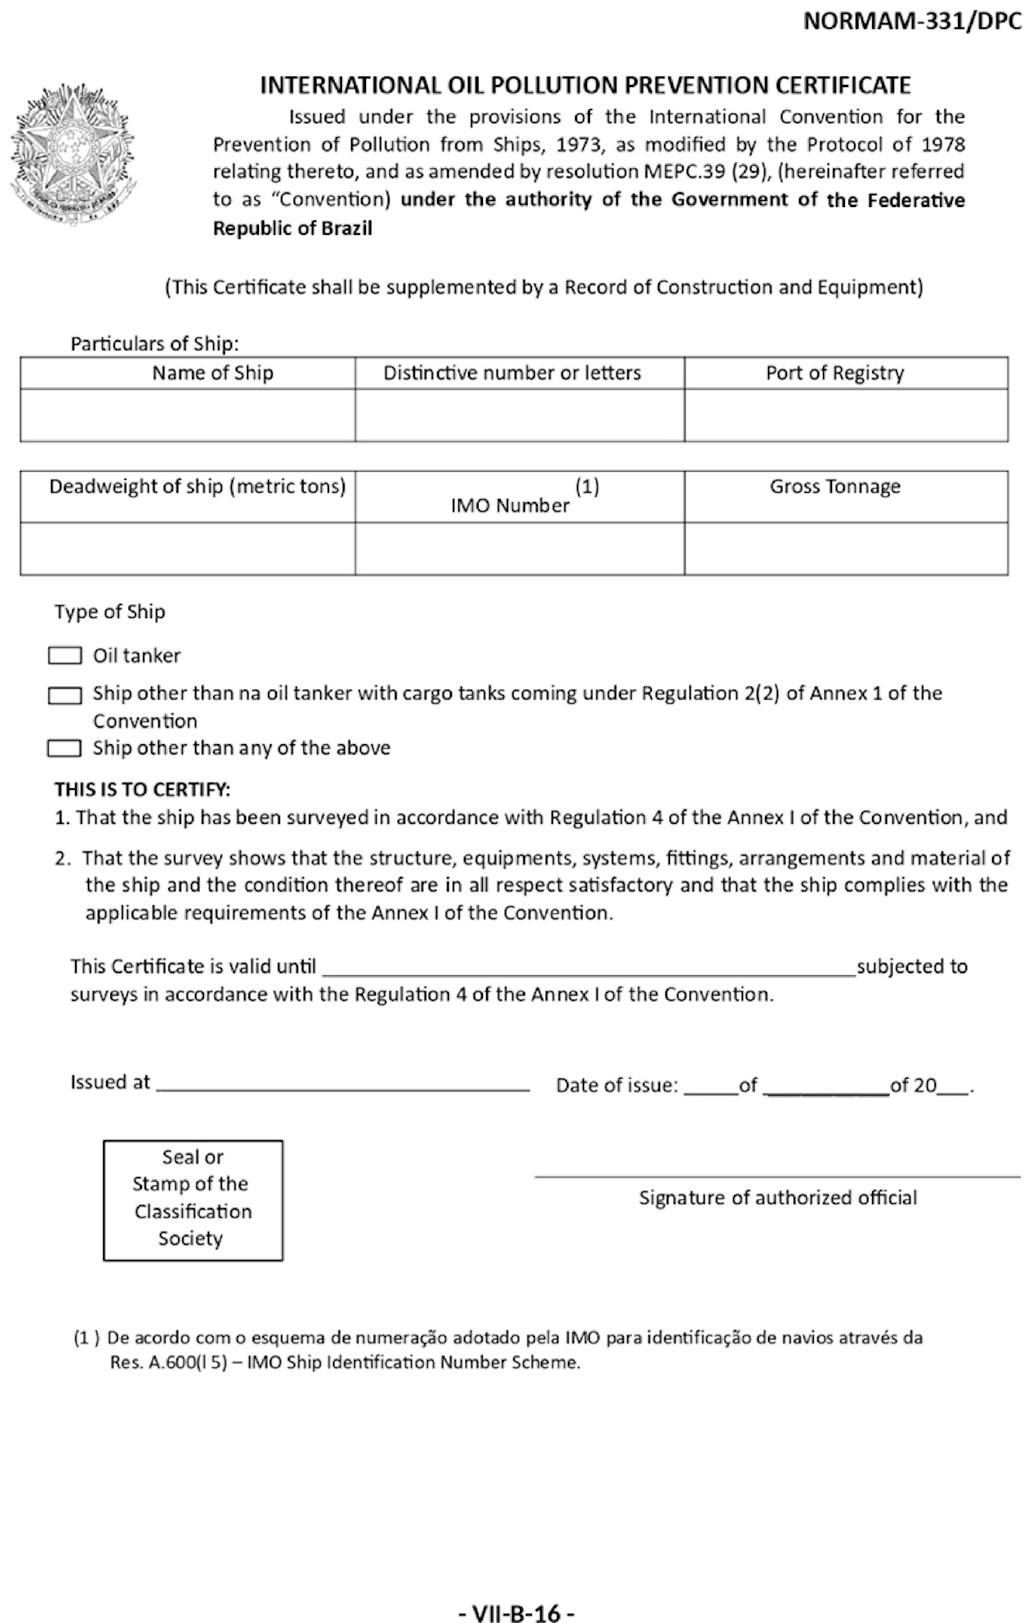 NORMAM-331/DPC
INTERNATIONAL OIL POLLUTION PREVENTION CERTIFICATE
Issued under the provisions of the International Convention for the
Prevention of Pollution from Ships, 1973, as modified by the Protocol of 1978
relating thereto, and as amended by resolution MEPC.39 (29), (hereinafter referred
to as “Convention) under the authority of the Government of the Federative
Republic of Brazil
(This Certificate shall be supplemented by a Record of Construction and Equipment)
Particulars of Ship:
Name of Ship Distinctive number or letters Port of Registry
Deadweight of ship (metric tons) IMO Number (1) Gross Tonnage
Type of Ship
Oil tanker
Ship other than na oil tanker with cargo tanks coming under Regulation 2(2) of Annex 1 of the
Convention
Ship other than any of the above
THIS IS TO CERTIFY:
1. That the ship has been surveyed in accordance with Regulation 4 of the Annex I of the Convention, and
2. That the survey shows that the structure, equipments, systems, fittings, arrangements and material of
the ship and the condition thereof are in all respect satisfactory and that the ship complies with the
applicable requirements of the Annex I of the Convention.
This Certificate is valid until ______________________________ subjected to
surveys in accordance with the Regulation 4 of the Annex I of the Convention.
Issued at ____________________ Date of issue: _____of ___________of 20___.
Seal or
Stamp of the
Classification
Society
Signature of authorized official
(1 ) De acordo com o esquema de numeração adotado pela IMO para identificação de navios através da
Res. A.600(l 5) – IMO Ship Identification Number Scheme.
- VII-B-16 -